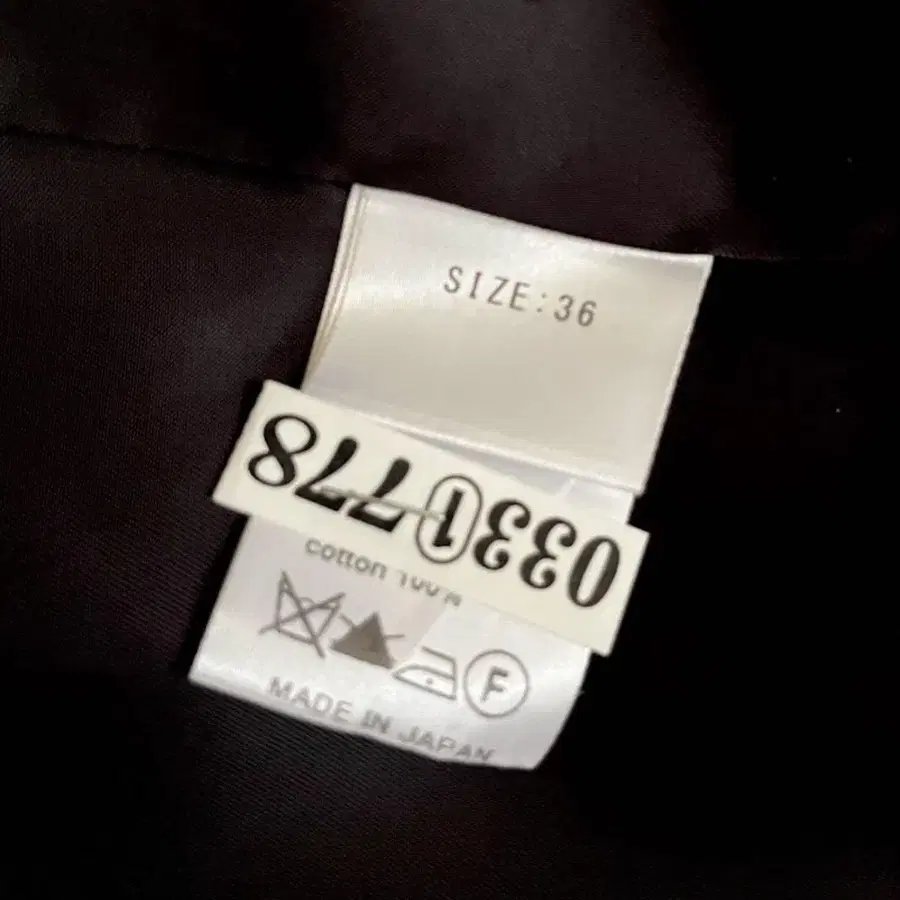 SIZE:36
0331778
cotton 100%
F
MADE IN JAPAN